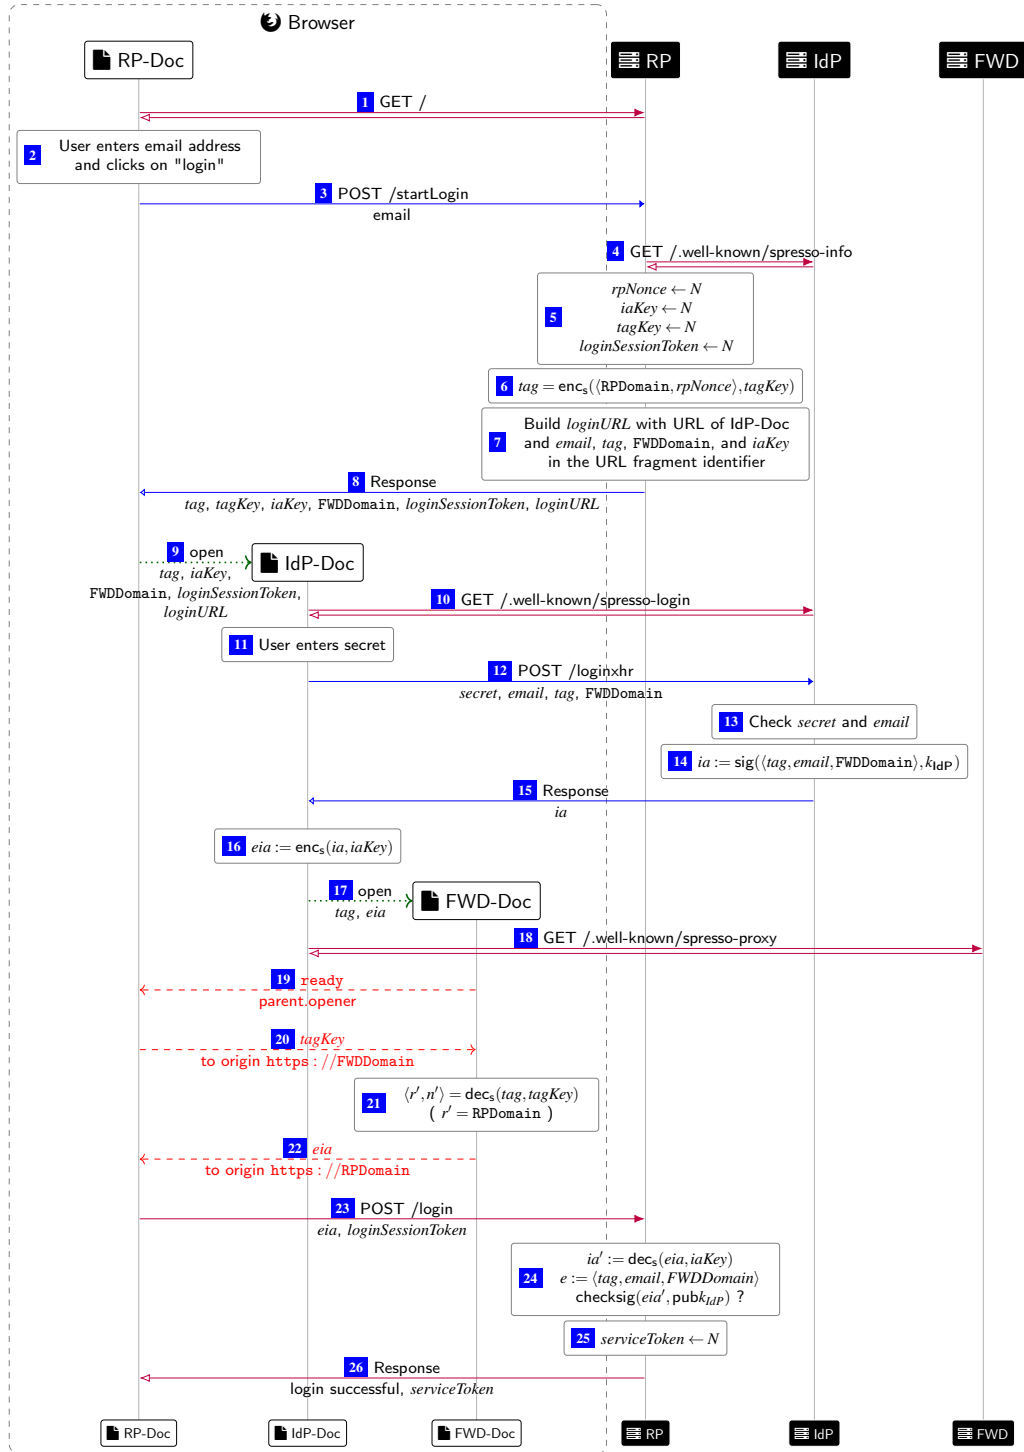 Browser
RP-Doc
RP
IdP
FWD
1 GET /
2 User enters email address
and clicks on "login"
3 POST /startLogin
email
4 GET /.well-known/spresso-info
5
rpNonce ← N
iaKey ← N
tagKey ← N
loginSessionToken ← N
6 tag = encₛ(⟨RPDomain, rpNonce⟩, tagKey)
7
Build loginURL with URL of IdP-Doc
and email, tag, FWDDomain, and iaKey
in the URL fragment identifier
8 Response
tag, tagKey, iaKey, FWDDomain, loginSessionToken, loginURL
9 open
IdP-Doc
tag, iaKey,
FWDDomain, loginSessionToken,
loginURL
10 GET /.well-known/spresso-login
11 User enters secret
12 POST /loginxhr
secret, email, tag, FWDDomain
13 Check secret and email
14 ia := sig(⟨tag, email, FWDDomain⟩, k_IdP)
15 Response
ia
16 eia := encₛ(ia, iaKey)
17 open
FWD-Doc
tag, eia
18 GET /.well-known/spresso-proxy
19 ready
parent.opener
20 tagKey
to origin https://FWDDomain
21
⟨r′, n′⟩ = decₛ(tag, tagKey)
( r′ = RPDomain )
22 eia
to origin https://RPDomain
23 POST /login
eia, loginSessionToken
24
ia′ := decₛ(eia, iaKey)
e := ⟨tag, email, FWDDomain⟩
checksig(eia′, pubk_IdP) ?
25 serviceToken ← N
26 Response
login successful, serviceToken
RP-Doc
IdP-Doc
FWD-Doc
RP
IdP
FWD